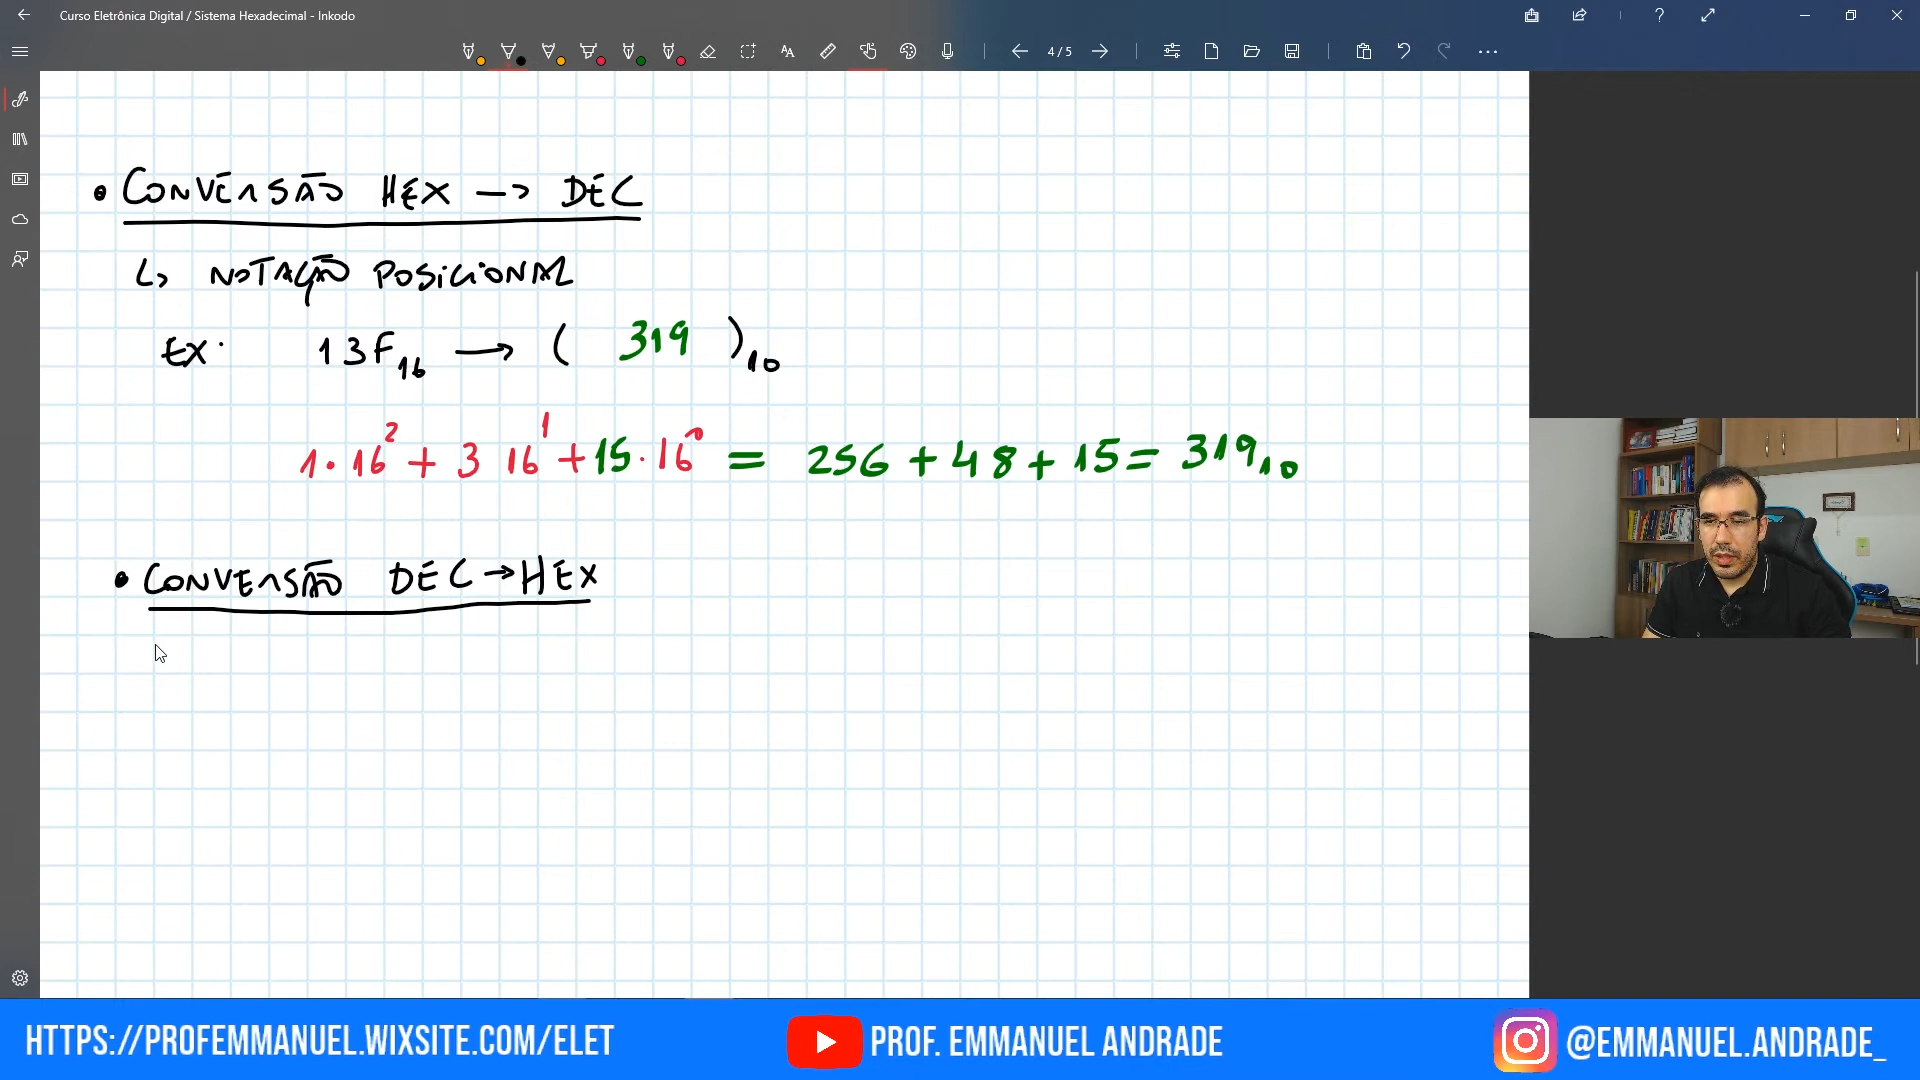 Curso Eletrônica Digital / Sistema Hexadecimal - Inkodo
4/5
• CONVERSÃO HEX → DEC
↳ NOTAÇÃO POSICIONAL
EX: 13F₁₆ → ( 319 )₁₀
1·16² + 3 16¹ + 15·16⁰ = 256 + 48 + 15 = 319₁₀
• CONVERSÃO DEC → HEX
HTTPS://PROFEMMANUEL.WIXSITE.COM/ELET
PROF. EMMANUEL ANDRADE
@EMMANUEL.ANDRADE_